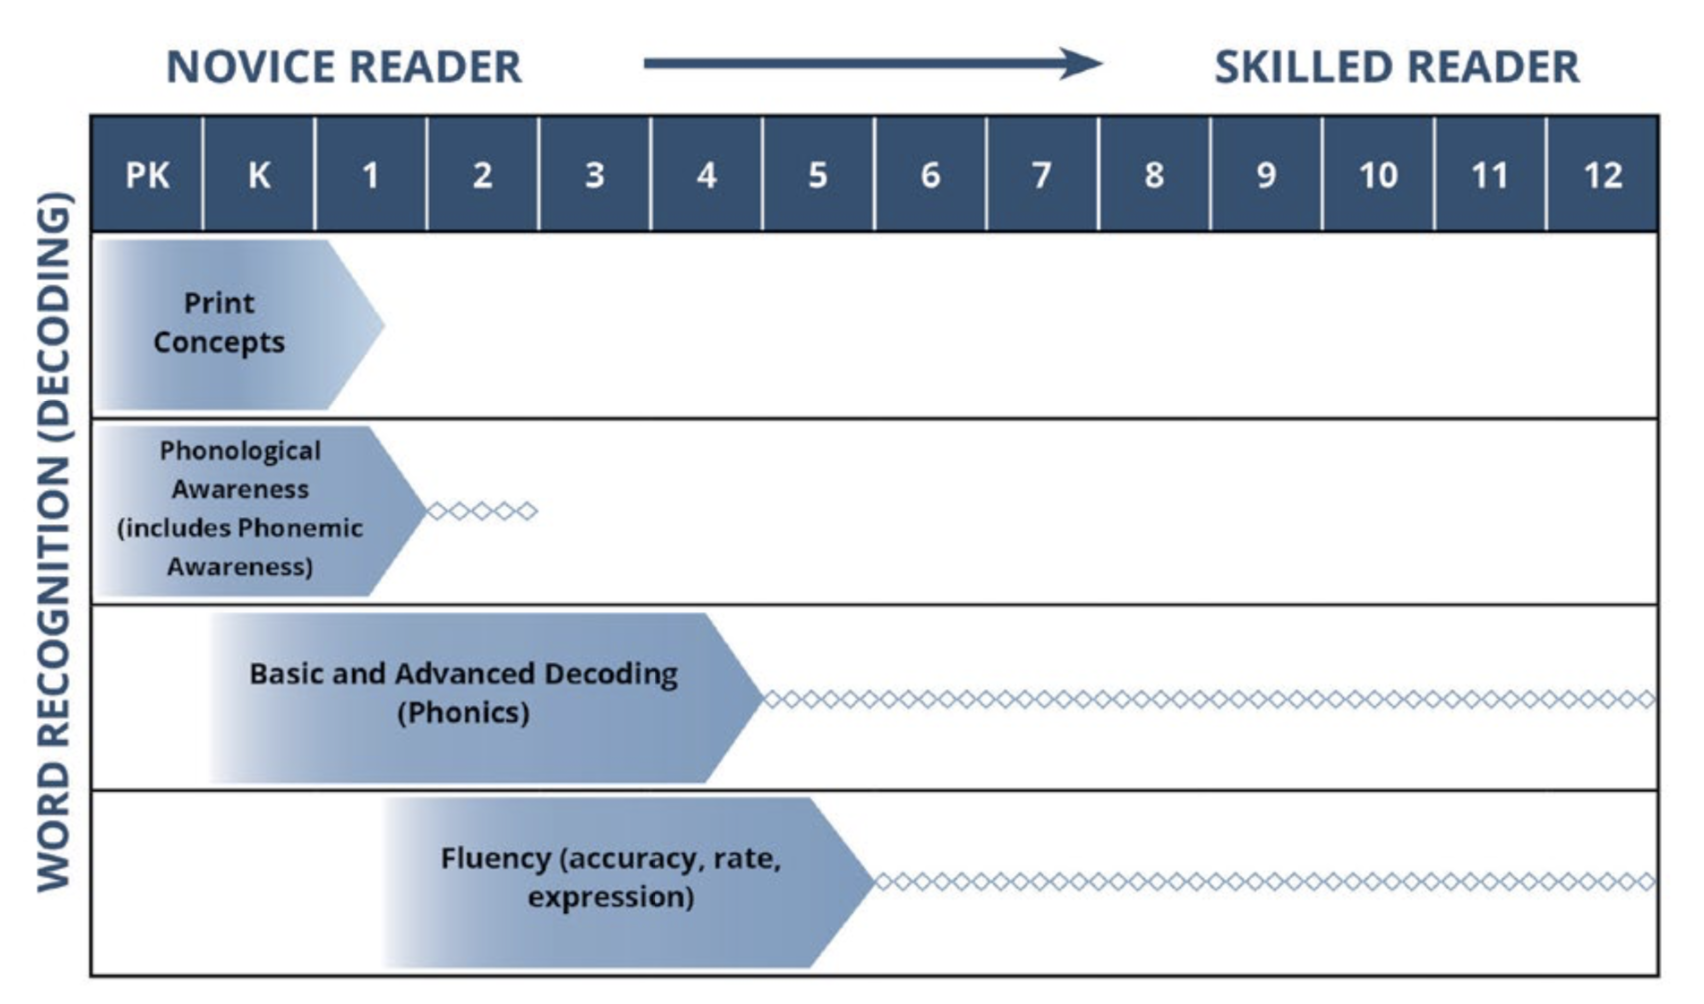 NOVICE READER
SKILLED READER
WORD RECOGNITION (DECODING)
PK K 1 2 3 4 5 6 7 8 9 10 11 12
Print
Concepts
Phonological
Awareness
(includes Phonemic
Awareness)
Basic and Advanced Decoding
(Phonics)
Fluency (accuracy, rate,
expression)